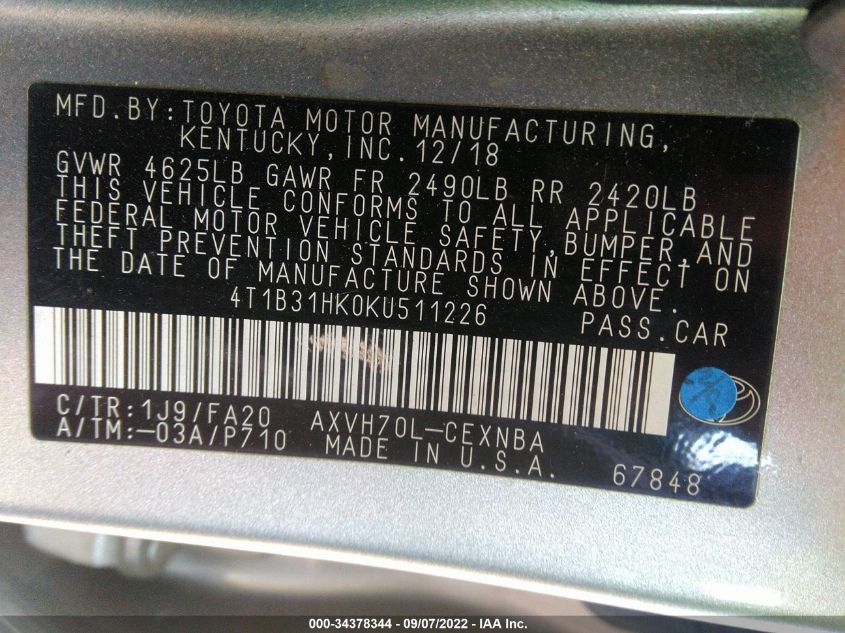 MFD.BY:TOYOTA MOTOR MANUFACTURING,
KENTUCKY,INC.12/18
GVWR 4625LB GAWR FR 2490LB RR 2420LB
THIS VEHICLE CONFORMS TO ALL APPLICABLE
FEDERAL MOTOR VEHICLE SAFETY,BUMPER,AND
THEFT PREVENTION STANDARDS IN EFFECT ON
THE DATE OF MANUFACTURE SHOWN ABOVE.
4T1B31HK0KU511226 PASS.CAR
C/TR:1J9/FA20 AXVH70L-CEXNBA
A/TM:-03A/P710 MADE IN U.S.A.
67848
000-34378344 - 09/07/2022 - IAA Inc.